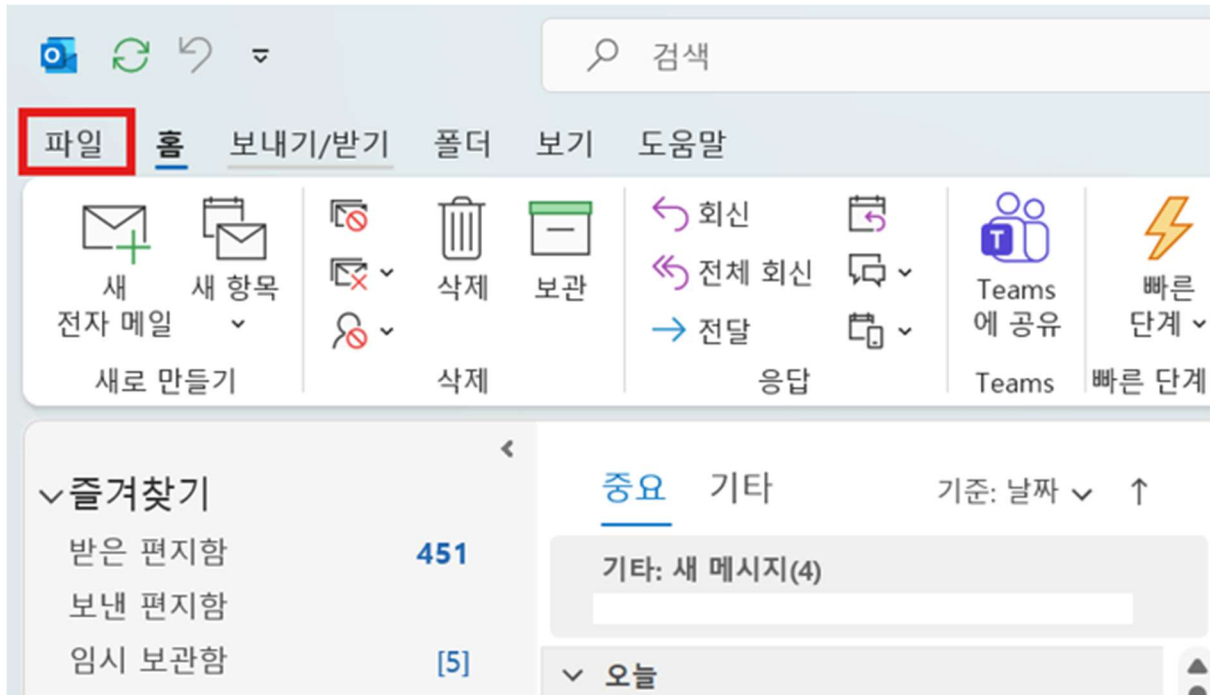 검색
파일 홈 보내기/받기 폴더 보기 도움말
새
전자 메일
새 항목
삭제
보관
회신
전체 회신
전달
Teams
에 공유
빠른
단계
새로 만들기
삭제
응답
Teams
빠른 단계
즐겨찾기
받은 편지함 451
보낸 편지함
임시 보관함 [5]
중요 기타 기준: 날짜
기타: 새 메시지(4)
오늘